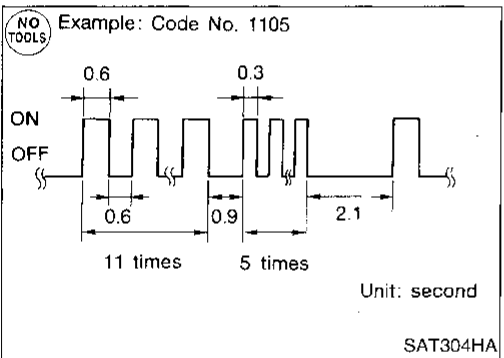 NO TOOLS
Example: Code No. 1105
0.6
0.3
ON
OFF
0.6
0.9
2.1
11 times
5 times
Unit: second
SAT304HA